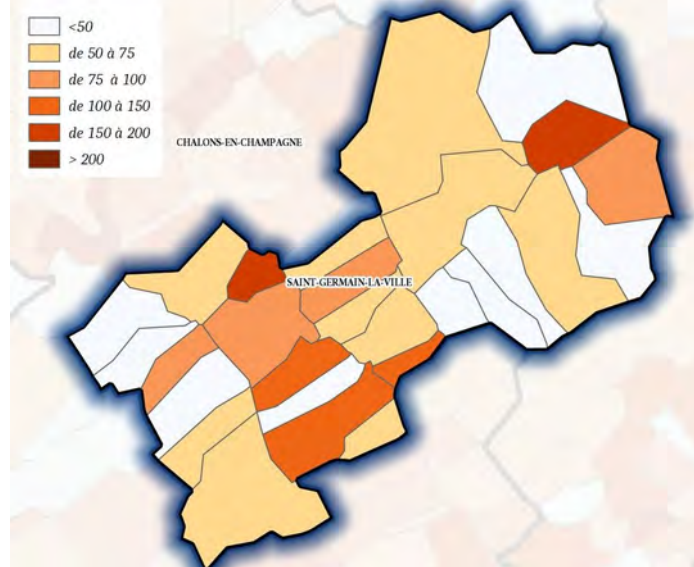 <50
de 50 à 75
de 75 à 100
de 100 à 150
de 150 à 200
> 200
CHALONS-EN-CHAMPAGNE
SAINT-GERMAIN-LA-VILLE